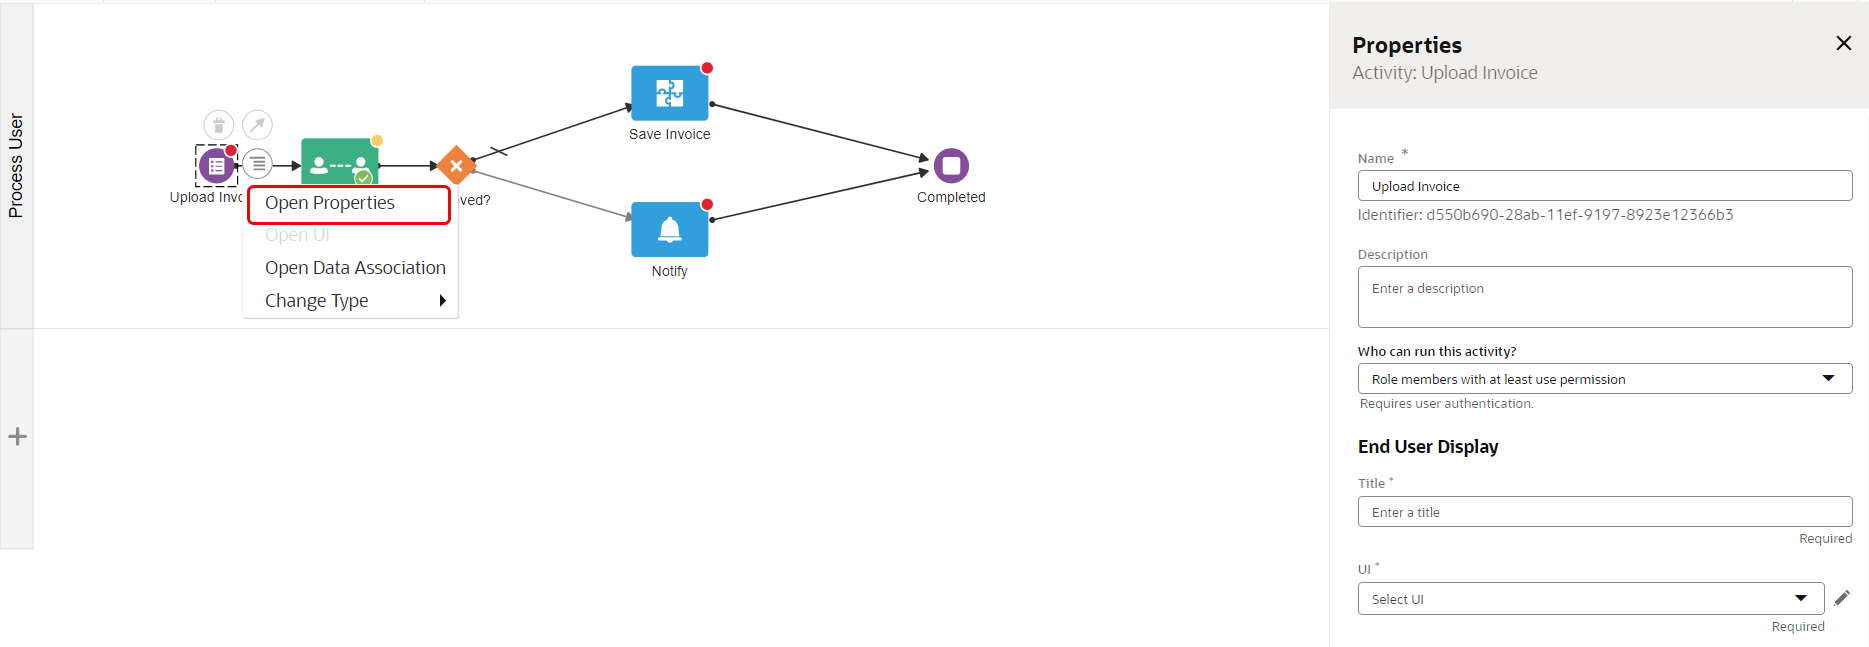 Process User
Upload Invo
ved?
Open Properties
Open UI
Open Data Association
Change Type
Save Invoice
Notify
Completed
Properties
Activity: Upload Invoice
Name *
Upload Invoice
Identifier: d550b690-28ab-11ef-9197-8923e12366b3
Description
Enter a description
Who can run this activity?
Role members with at least use permission
Requires user authentication.
End User Display
Title *
Enter a title
Required
UI *
Select UI
Required